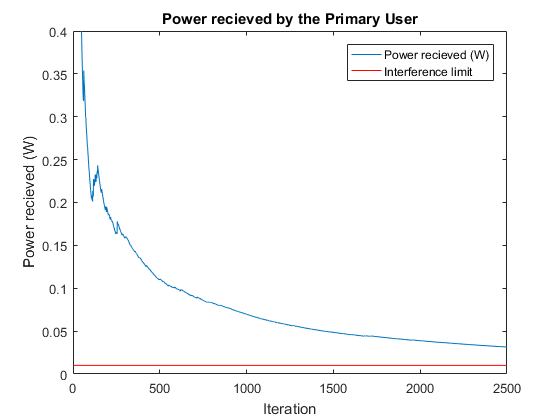 Power recieved by the Primary User
Power recieved (W)
Interference limit
Power recieved (W)
0.4
0.35
0.3
0.25
0.2
0.15
0.1
0.05
0
0 500 1000 1500 2000 2500
Iteration